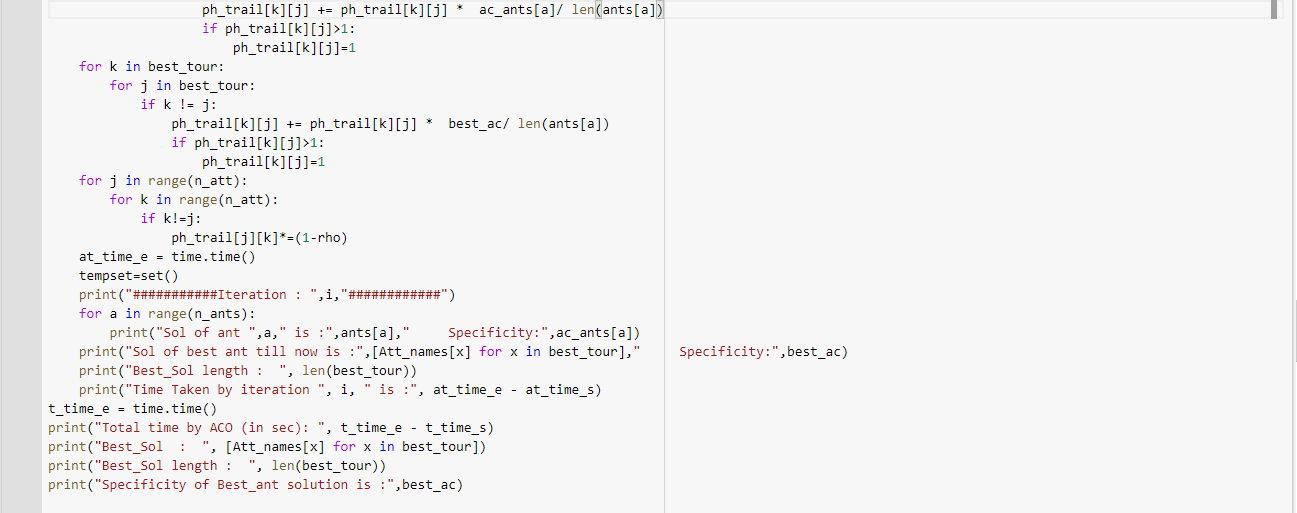 ph_trail[k][j] += ph_trail[k][j] *  ac_ants[a]/ len(ants[a])
if ph_trail[k][j]>1:
ph_trail[k][j]=1
for k in best_tour:
for j in best_tour:
if k != j:
ph_trail[k][j] += ph_trail[k][j] *  best_ac/ len(ants[a])
if ph_trail[k][j]>1:
ph_trail[k][j]=1
for j in range(n_att):
for k in range(n_att):
if k!=j:
ph_trail[j][k]*=(1-rho)
at_time_e = time.time()
tempset=set()
print("###########Iteration : ",i,"############")
for a in range(n_ants):
print("Sol of ant ",a," is :",ants[a],"     Specificity:",ac_ants[a])
print("Sol of best ant till now is :",[Att_names[x] for x in best_tour],"     Specificity:",best_ac)
print("Best_Sol length :  ", len(best_tour))
print("Time Taken by iteration ", i, " is :", at_time_e - at_time_s)
t_time_e = time.time()
print("Total time by ACO (in sec): ", t_time_e - t_time_s)
print("Best_Sol  :  ", [Att_names[x] for x in best_tour])
print("Best_Sol length :  ", len(best_tour))
print("Specificity of Best_ant solution is :",best_ac)